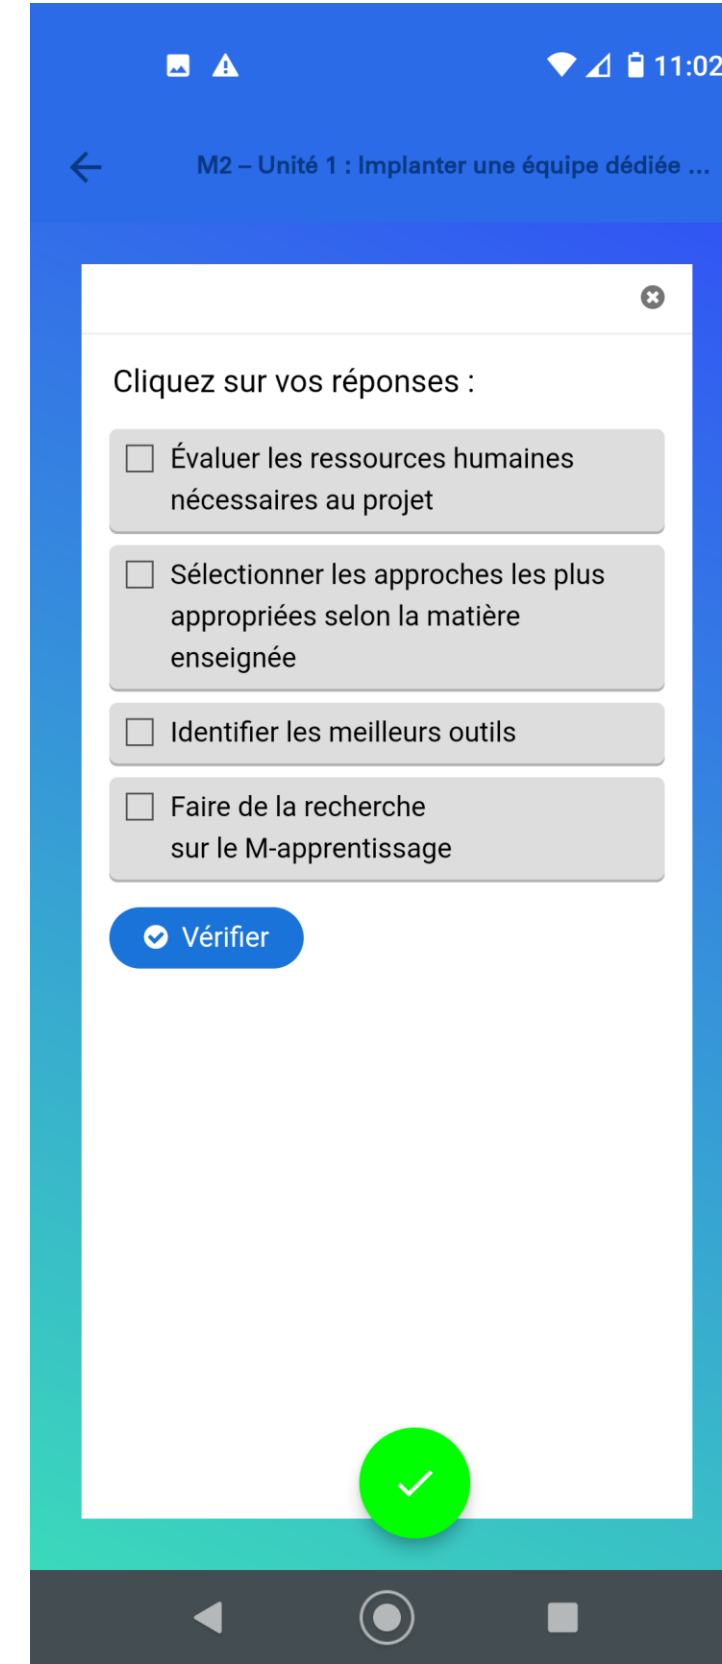 11:02
M2 – Unité 1 : Implanter une équipe dédiée ...
Cliquez sur vos réponses :
Évaluer les ressources humaines
nécessaires au projet
Sélectionner les approches les plus
appropriées selon la matière
enseignée
Identifier les meilleurs outils
Faire de la recherche
sur le M-apprentissage
Vérifier